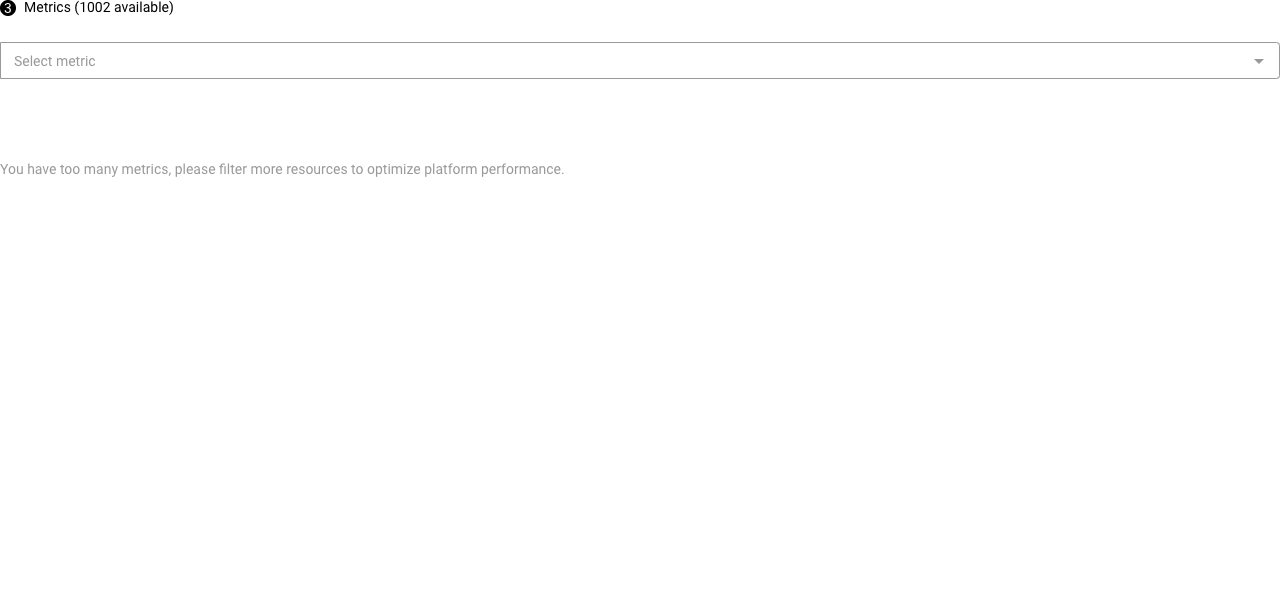 3 Metrics (1002 available)
Select metric
You have too many metrics, please filter more resources to optimize platform performance.